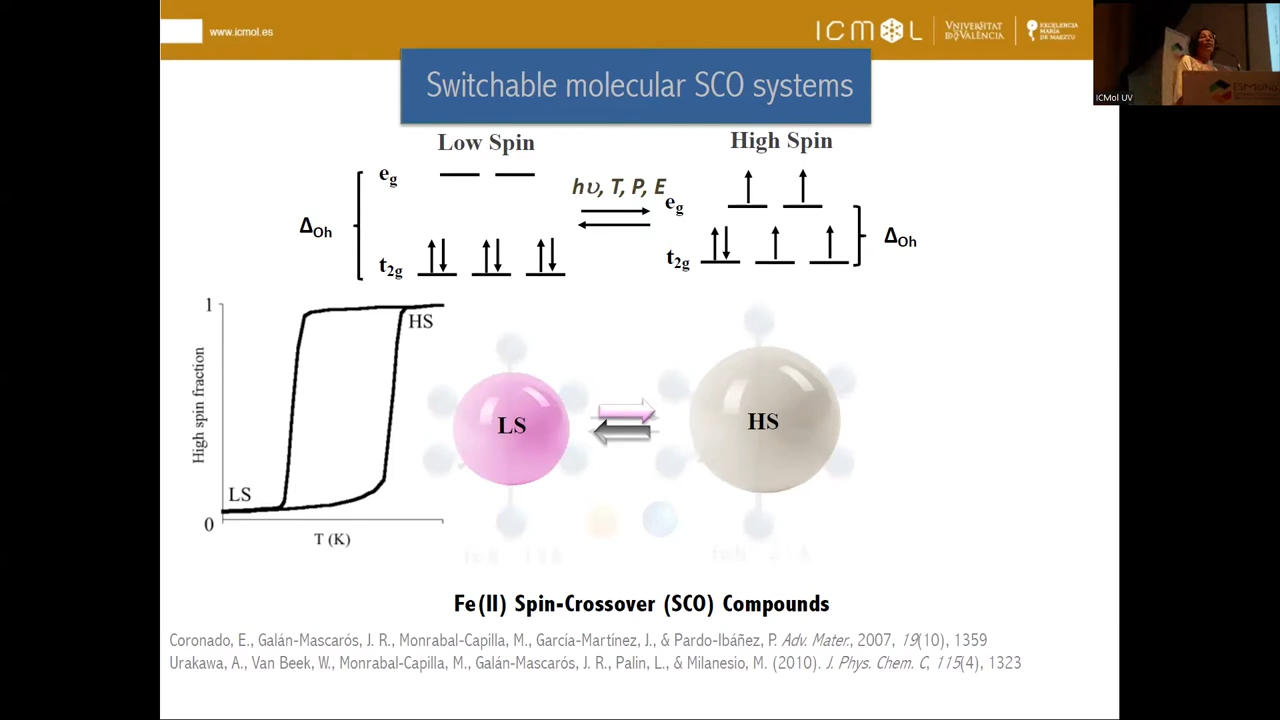 www.icmol.es
ICMOL
VNIVERSITAT
D VALÈNCIA
EXCELENCIA
MARÍA
DE MAEZTU
ICMol UV
Switchable molecular SCO systems
Low Spin
High Spin
eg
hυ, T, P, E
eg
ΔOh
ΔOh
t2g
t2g
1
HS
High spin fraction
LS
HS
LS
0
T (K)
Fe(II) Spin-Crossover (SCO) Compounds
Coronado, E., Galán-Mascarós, J. R., Monrabal-Capilla, M., García-Martínez, J., & Pardo-Ibáñez, P. Adv. Mater., 2007, 19(10), 1359
Urakawa, A., Van Beek, W., Monrabal-Capilla, M., Galán-Mascarós, J. R., Palin, L., & Milanesio, M. (2010). J. Phys. Chem. C, 115(4), 1323